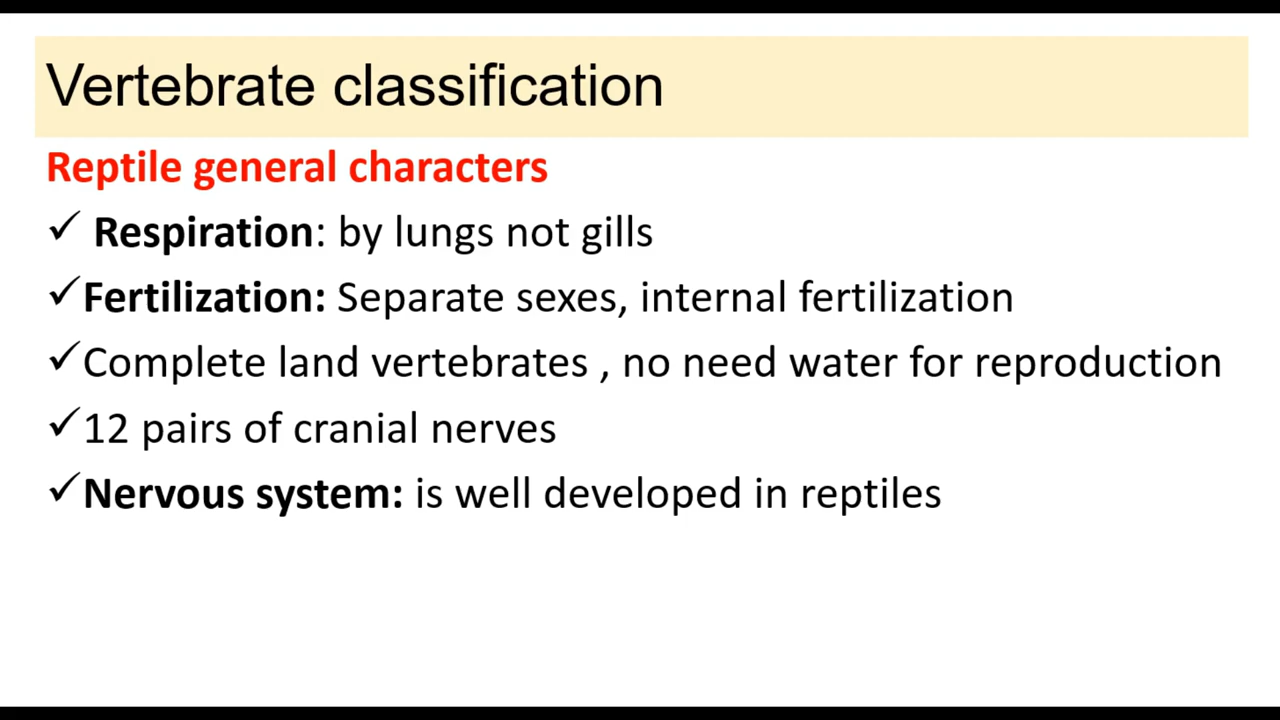 Vertebrate classification
Reptile general characters
✓ Respiration: by lungs not gills
✓Fertilization: Separate sexes, internal fertilization
✓Complete land vertebrates , no need water for reproduction
✓12 pairs of cranial nerves
✓Nervous system: is well developed in reptiles